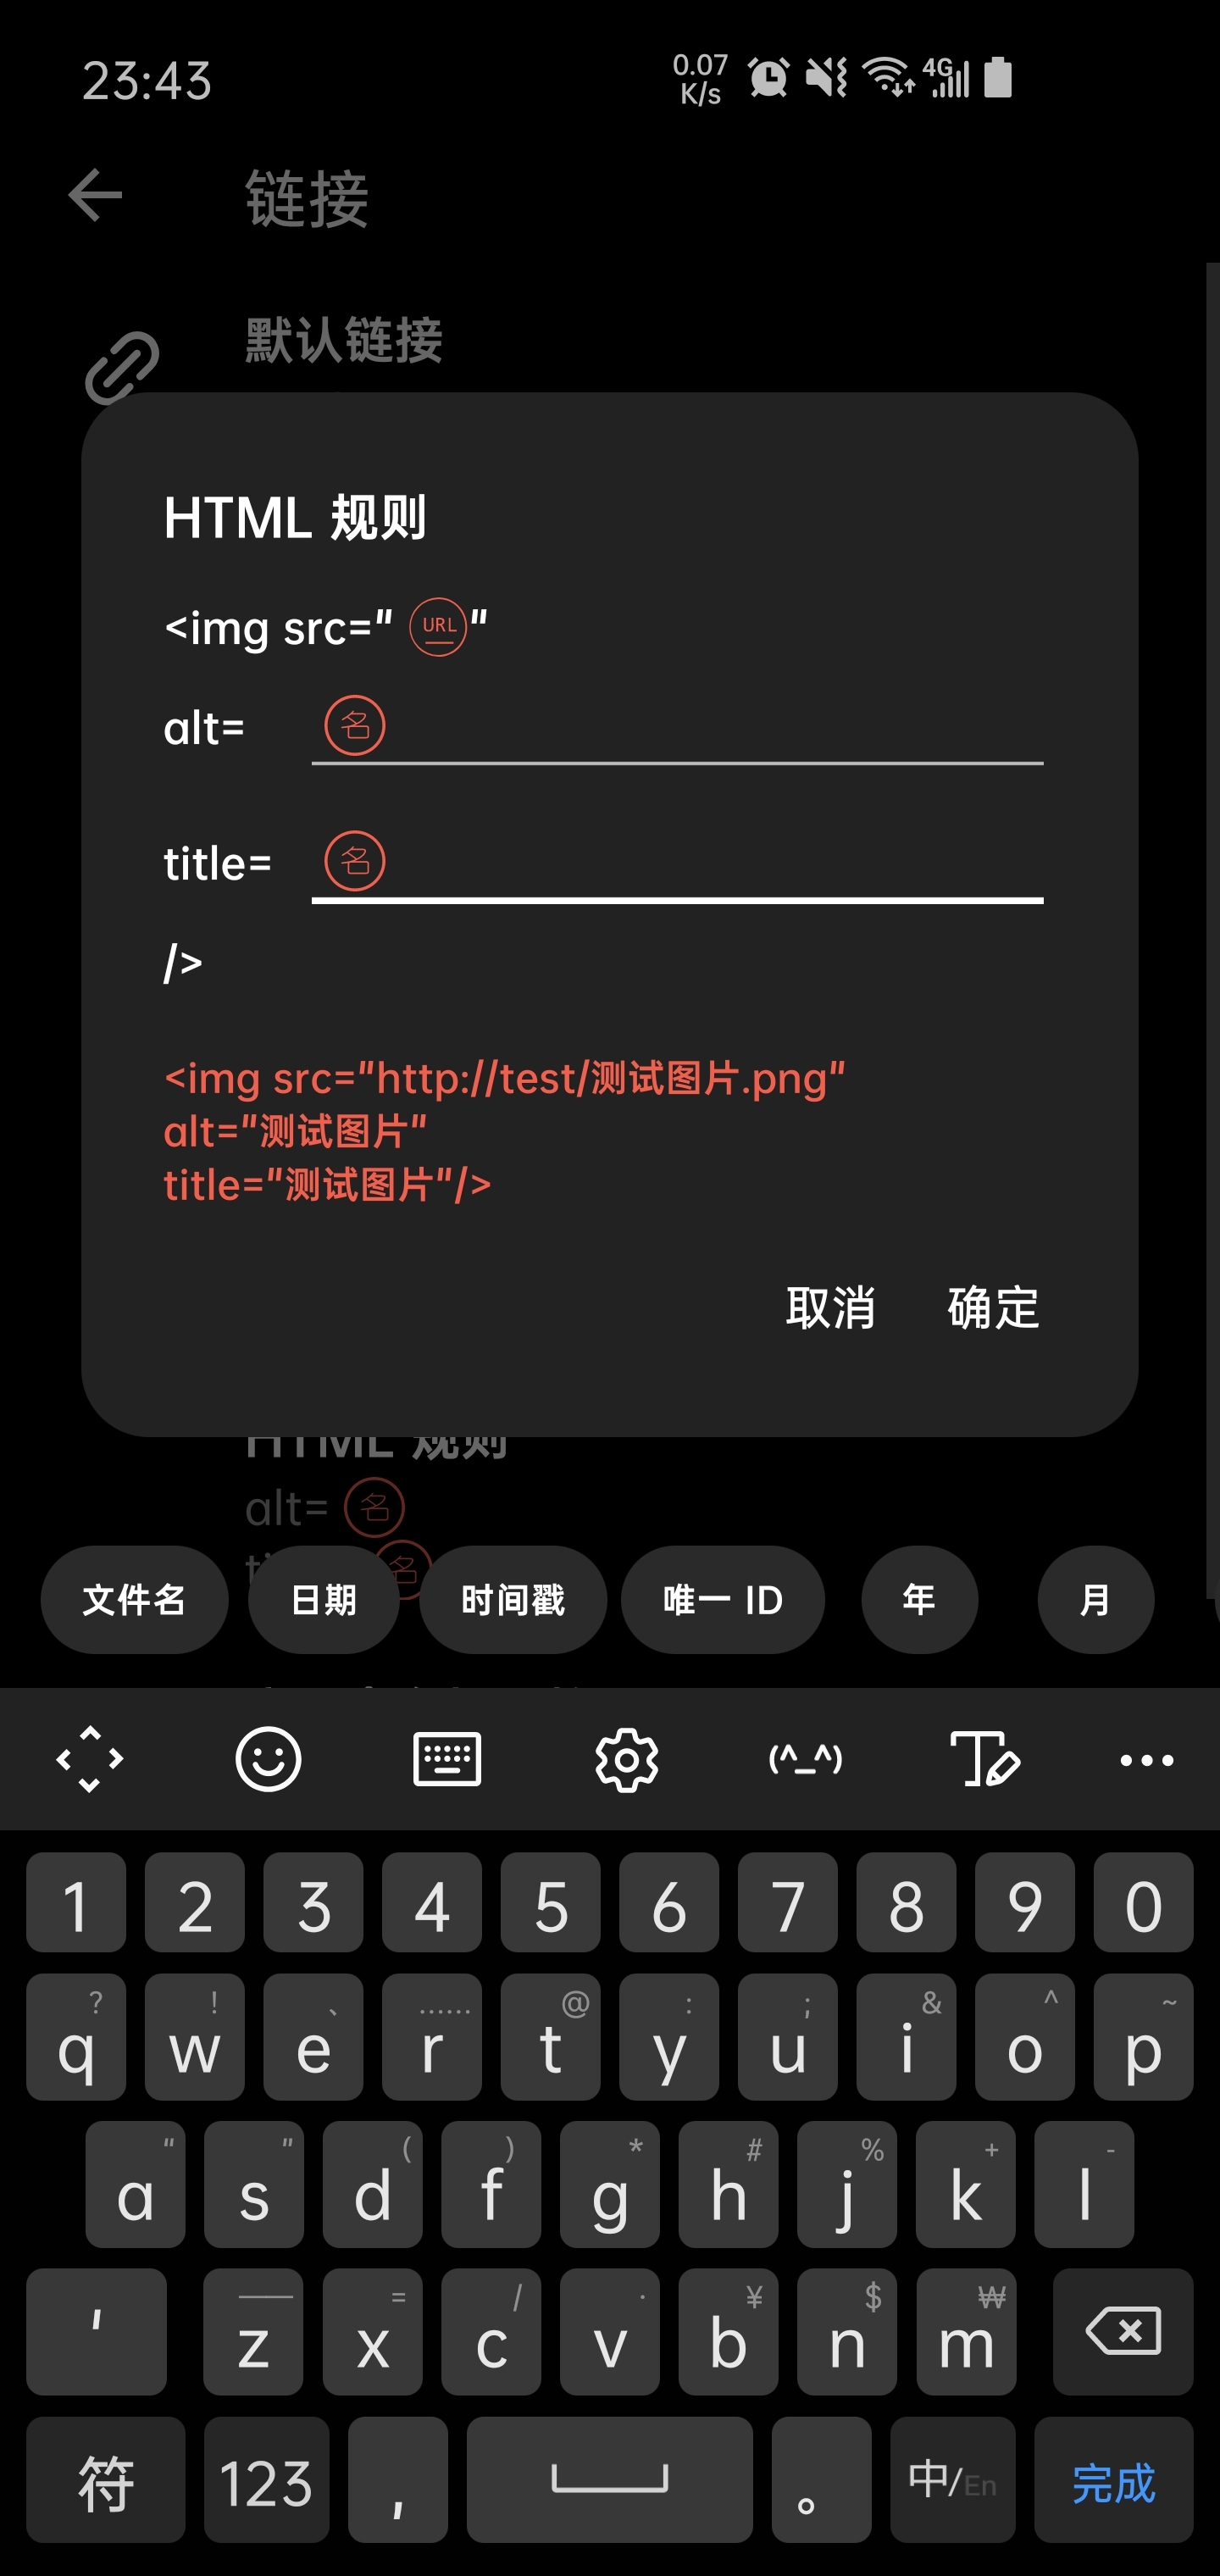 23:43
0.07
K/s
4G
链接
默认链接
HTML 规则
<img src=" URL "
alt= 名
title= 名
/>
<img src="http://test/测试图片.png"
alt="测试图片"
title="测试图片"/>
取消 确定
HTML 规则
alt= 名
名
文件名 日期 时间戳 唯一 ID 年 月
(^_^)
1 2 3 4 5 6 7 8 9 0
? ! 、 …… @ : ; & ^ ~
q w e r t y u i o p
" " ( ) * # % + -
a s d f g h j k l
—— = / · ¥ $ ₩
' z x c v b n m
符 123 , 。 中/En 完成